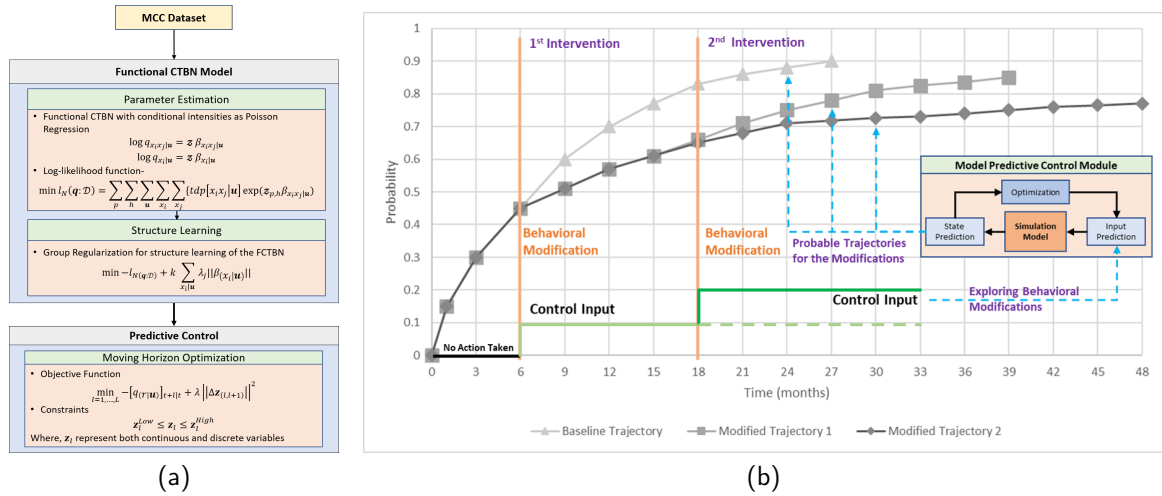 MCC Dataset
Functional CTBN Model
Parameter Estimation
• Functional CTBN with conditional intensities as Poisson
Regression
log q_{x_i x_j|u} = z β_{x_i x_j|u}
log q_{x_i|u} = z β_{x_i|u}
• Log-likelihood function-
min l_N(q: D) = ∑_p ∑_h ∑_u ∑_{x_i} ∑_{x_j} {tdp[x_i x_j|u] exp(z_{p,h} β_{x_i x_j|u})
Structure Learning
• Group Regularization for structure learning of the FCTBN
min −l_{N(q:D)} + k ∑_{x_i|u} λ_j ||β_{(x_i|u)}||
Predictive Control
Moving Horizon Optimization
• Objective Function
min_{l=1,…,L} −[q_{(r|u)}]_{t+l|t} + λ ||Δz_{(l,l+1)}||^2
• Constraints
z_l^{Low} ≤ z_l ≤ z_l^{High}
Where, z_l represent both continuous and discrete variables
(a)
1st Intervention
2nd Intervention
Probability
1
0.9
0.8
0.7
0.6
0.5
0.4
0.3
0.2
0.1
0
Behavioral
Modification
Behavioral
Modification
Probable Trajectories
for the Modifications
Model Predictive Control Module
Optimization
State
Prediction
Simulation
Model
Input
Prediction
Exploring Behavioral
Modifications
Control Input
Control Input
No Action Taken
0 3 6 9 12 15 18 21 24 27 30 33 36 39 42 45 48
Time (months)
Baseline Trajectory
Modified Trajectory 1
Modified Trajectory 2
(b)